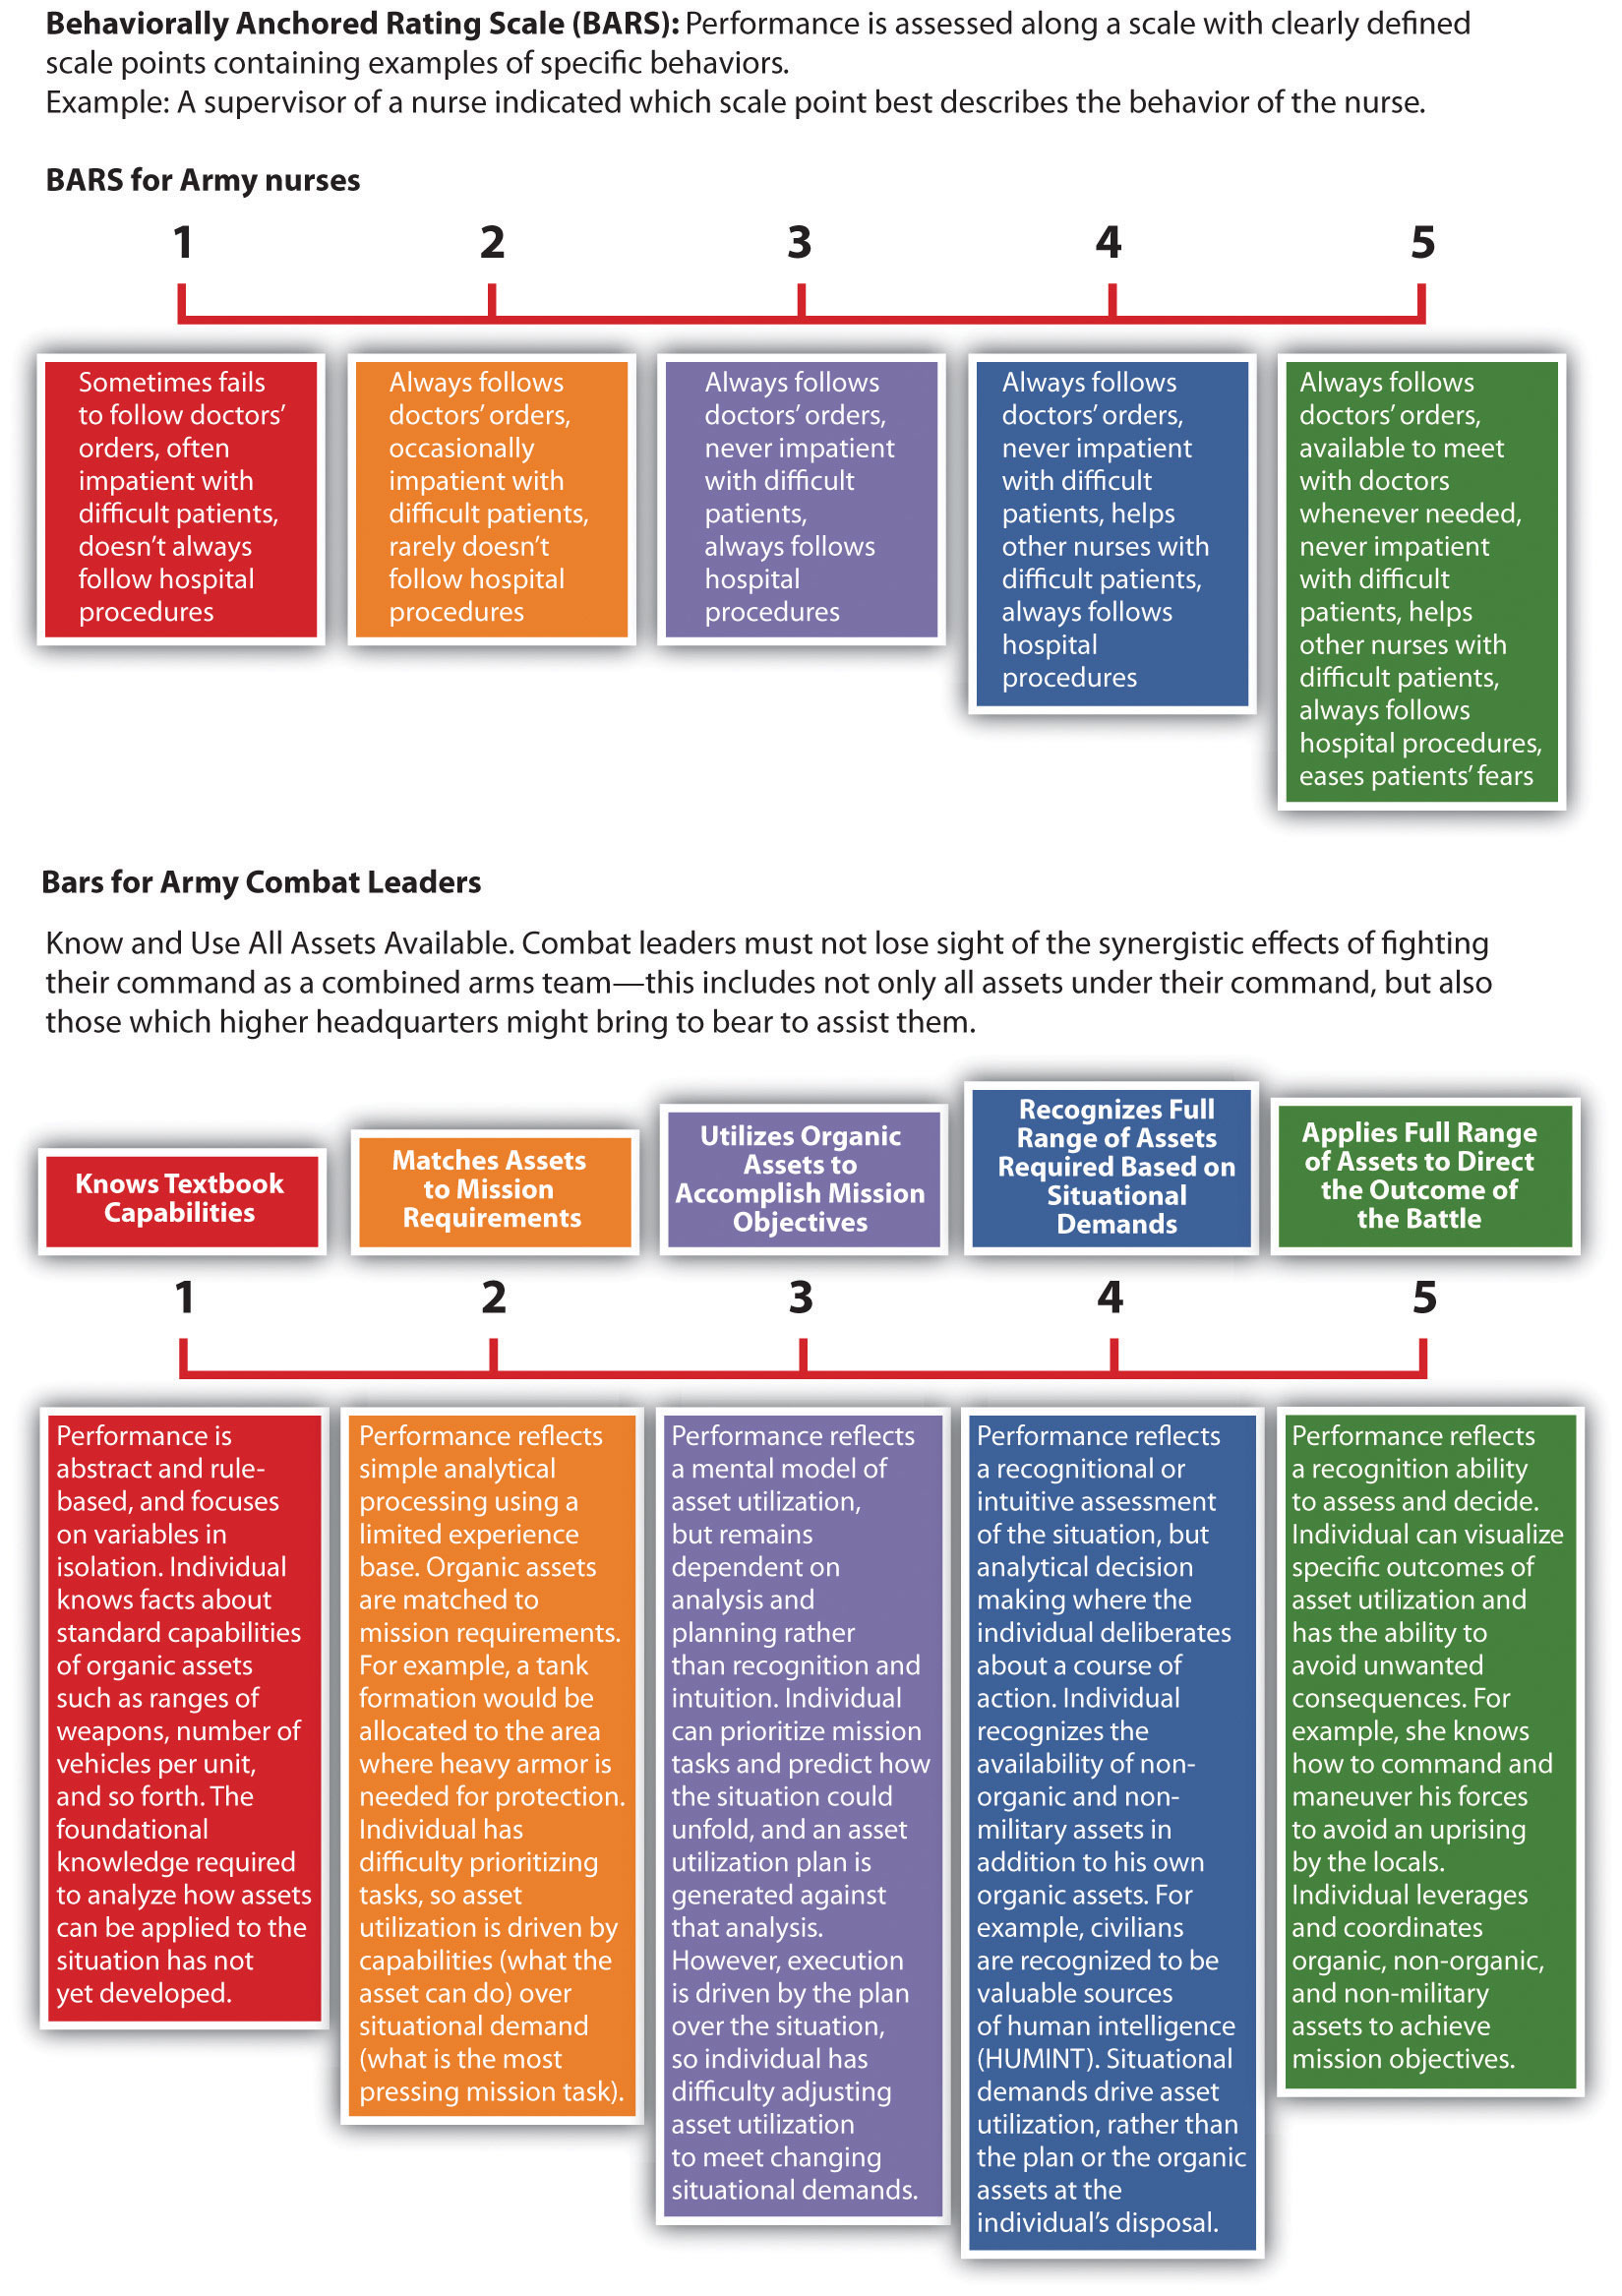 Behaviorally Anchored Rating Scale (BARS): Performance is assessed along a scale with clearly defined
scale points containing examples of specific behaviors.
Example: A supervisor of a nurse indicated which scale point best describes the behavior of the nurse.
BARS for Army nurses
1
2
3
4
5
Sometimes fails
to follow doctors’
orders, often
impatient with
difficult patients,
doesn’t always
follow hospital
procedures
Always follows
doctors’ orders,
occasionally
impatient with
difficult patients,
rarely doesn’t
follow hospital
procedures
Always follows
doctors’ orders,
never impatient
with difficult
patients,
always follows
hospital
procedures
Always follows
doctors’ orders,
never impatient
with difficult
patients, helps
other nurses with
difficult patients,
always follows
hospital
procedures
Always follows
doctors’ orders,
available to meet
with doctors
whenever needed,
never impatient
with difficult
patients, helps
other nurses with
difficult patients,
always follows
hospital procedures,
eases patients’ fears
Bars for Army Combat Leaders
Know and Use All Assets Available. Combat leaders must not lose sight of the synergistic effects of fighting
their command as a combined arms team—this includes not only all assets under their command, but also
those which higher headquarters might bring to bear to assist them.
Knows Textbook
Capabilities
Matches Assets
to Mission
Requirements
Utilizes Organic
Assets to
Accomplish Mission
Objectives
Recognizes Full
Range of Assets
Required Based on
Situational
Demands
Applies Full Range
of Assets to Direct
the Outcome of
the Battle
1
2
3
4
5
Performance is
abstract and rule-
based, and focuses
on variables in
isolation. Individual
knows facts about
standard capabilities
of organic assets
such as ranges of
weapons, number of
vehicles per unit,
and so forth. The
foundational
knowledge required
to analyze how assets
can be applied to the
situation has not
yet developed.
Performance reflects
simple analytical
processing using a
limited experience
base. Organic assets
are matched to
mission requirements.
For example, a tank
formation would be
allocated to the area
where heavy armor is
needed for protection.
Individual has
difficulty prioritizing
tasks, so asset
utilization is driven by
capabilities (what the
asset can do) over
situational demand
(what is the most
pressing mission task).
Performance reflects
a mental model of
asset utilization,
but remains
dependent on
analysis and
planning rather
than recognition and
intuition. Individual
can prioritize mission
tasks and predict how
the situation could
unfold, and an asset
utilization plan is
generated against
that analysis.
However, execution
is driven by the plan
over the situation,
so individual has
difficulty adjusting
asset utilization
to meet changing
situational demands.
Performance reflects
a recognitional or
intuitive assessment
of the situation, but
analytical decision
making where the
individual deliberates
about a course of
action. Individual
recognizes the
availability of non-
organic and non-
military assets in
addition to his own
organic assets. For
example, civilians
are recognized to be
valuable sources
of human intelligence
(HUMINT). Situational
demands drive asset
utilization, rather than
the plan or the organic
assets at the
individual’s disposal.
Performance reflects
a recognition ability
to assess and decide.
Individual can visualize
specific outcomes of
asset utilization and
has the ability to
avoid unwanted
consequences. For
example, she knows
how to command and
maneuver his forces
to avoid an uprising
by the locals.
Individual leverages
and coordinates
organic, non-organic,
and non-military
assets to achieve
mission objectives.